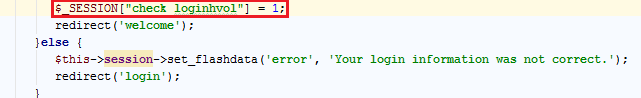 $_SESSION["check loginhvol"] = 1;
redirect('welcome');
}else {
$this->session->set_flashdata('error', 'Your login information was not correct.');
redirect('login');
}